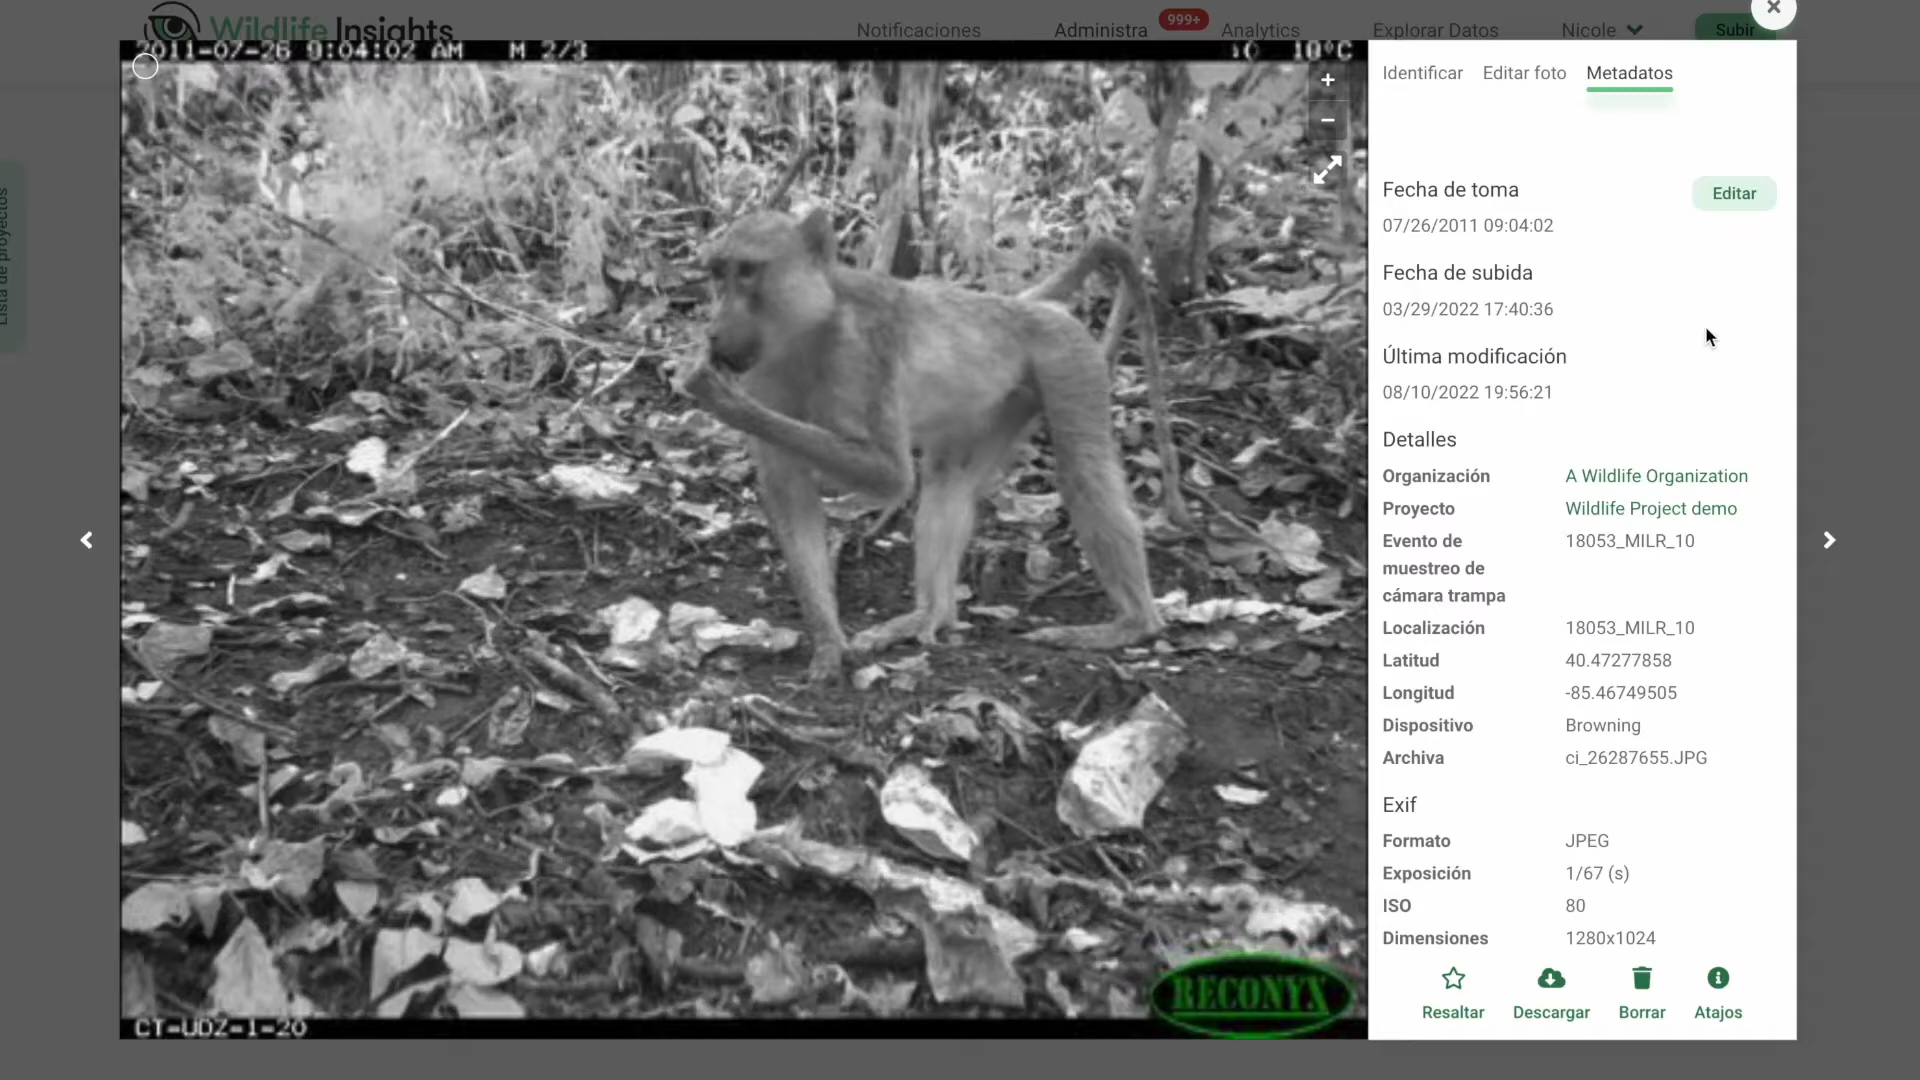 Wildlife Insights
Notificaciones
Administra
999+
Analytics
Explorar Datos
Nicole
Subir
2011-07-26 9:04:02 AM M 2/3
10°C
Lista de proyectos
Identificar
Editar foto
Metadatos
Fecha de toma
Editar
07/26/2011 09:04:02
Fecha de subida
03/29/2022 17:40:36
Última modificación
08/10/2022 19:56:21
Detalles
Organización A Wildlife Organization
Proyecto Wildlife Project demo
Evento de 18053_MILR_10
muestreo de
cámara trampa
Localización 18053_MILR_10
Latitud 40.47277858
Longitud -85.46749505
Dispositivo Browning
Archiva ci_26287655.JPG
Exif
Formato JPEG
Exposición 1/67 (s)
ISO 80
Dimensiones 1280x1024
Resaltar
Descargar
Borrar
Atajos
RECONYX
CT-UDZ-1-20